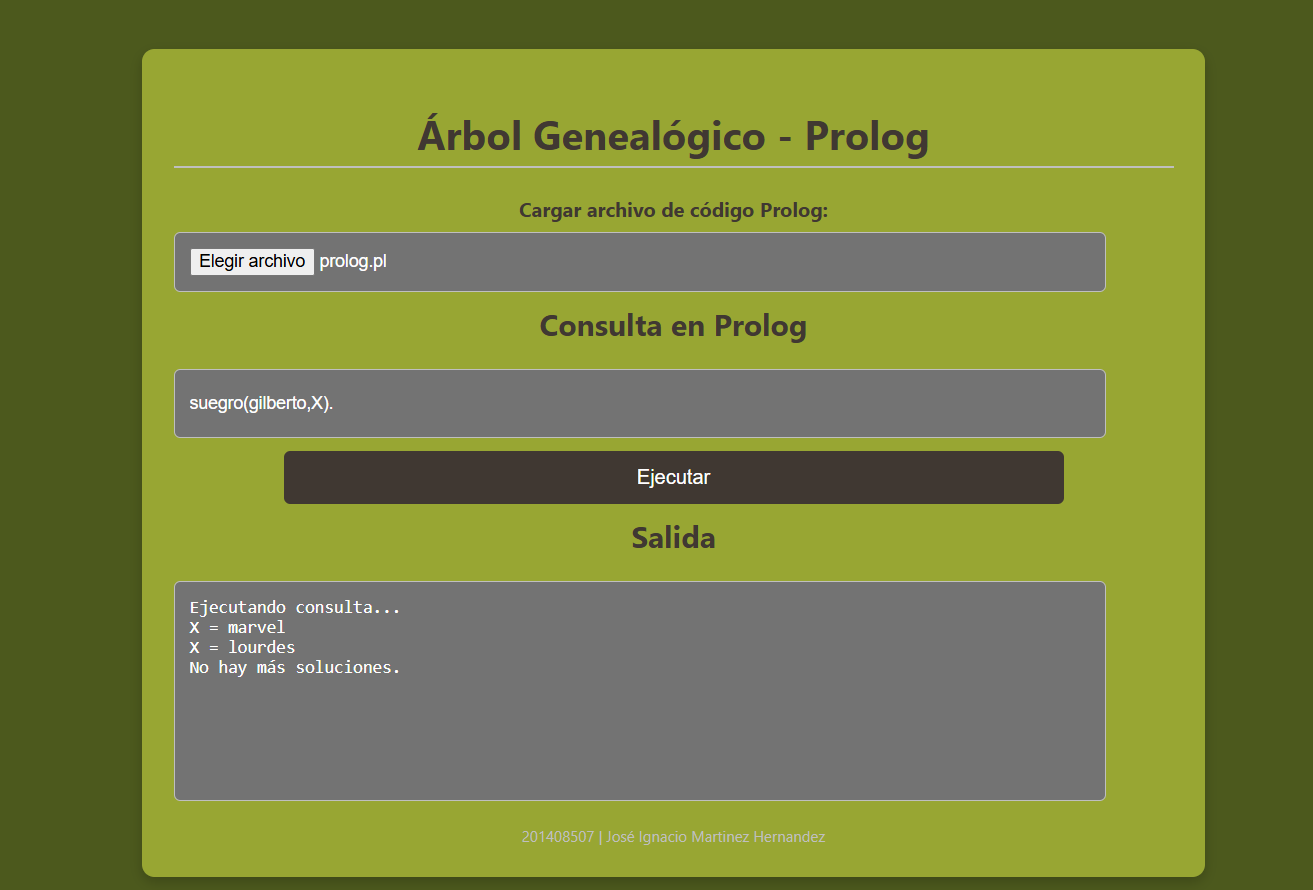 Árbol Genealógico - Prolog
Cargar archivo de código Prolog:
Elegir archivo prolog.pl
Consulta en Prolog
suegro(gilberto,X).
Ejecutar
Salida
Ejecutando consulta...
X = marvel
X = lourdes
No hay más soluciones.
201408507 | José Ignacio Martinez Hernandez